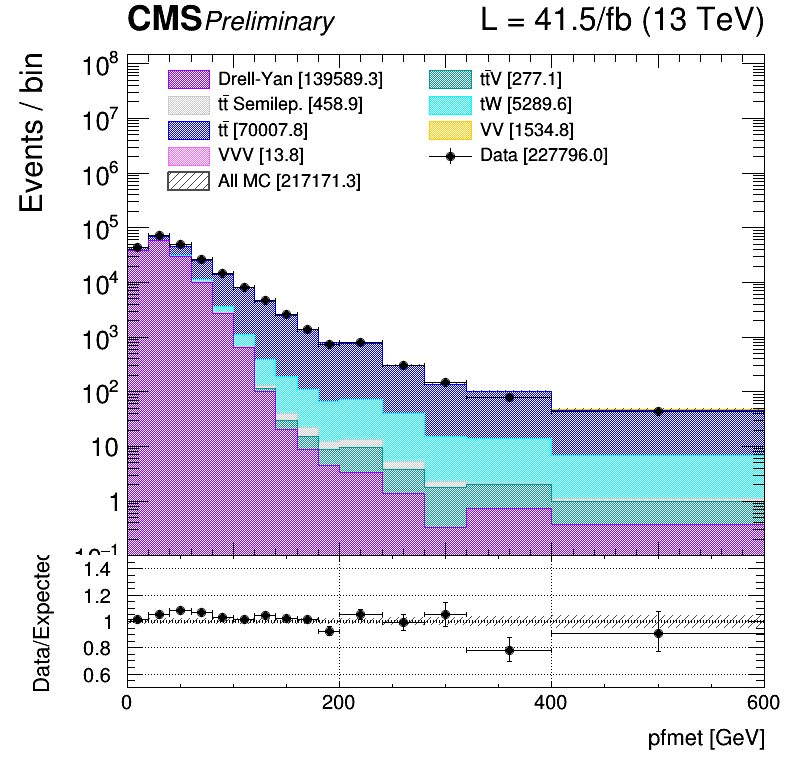 CMS Preliminary L = 41.5/fb (13 TeV)
Events / bin
10⁸
10⁷
10⁶
10⁵
10⁴
10³
10²
10
1
10⁻¹
Drell-Yan [139589.3]
tt̄ Semilep. [458.9]
tt̄ [70007.8]
VVV [13.8]
All MC [217171.3]
tt̄V [277.1]
tW [5289.6]
VV [1534.8]
Data [227796.0]
Data/Expected
1.4
1.2
1
0.8
0.6
0 200 400 600
pfmet [GeV]